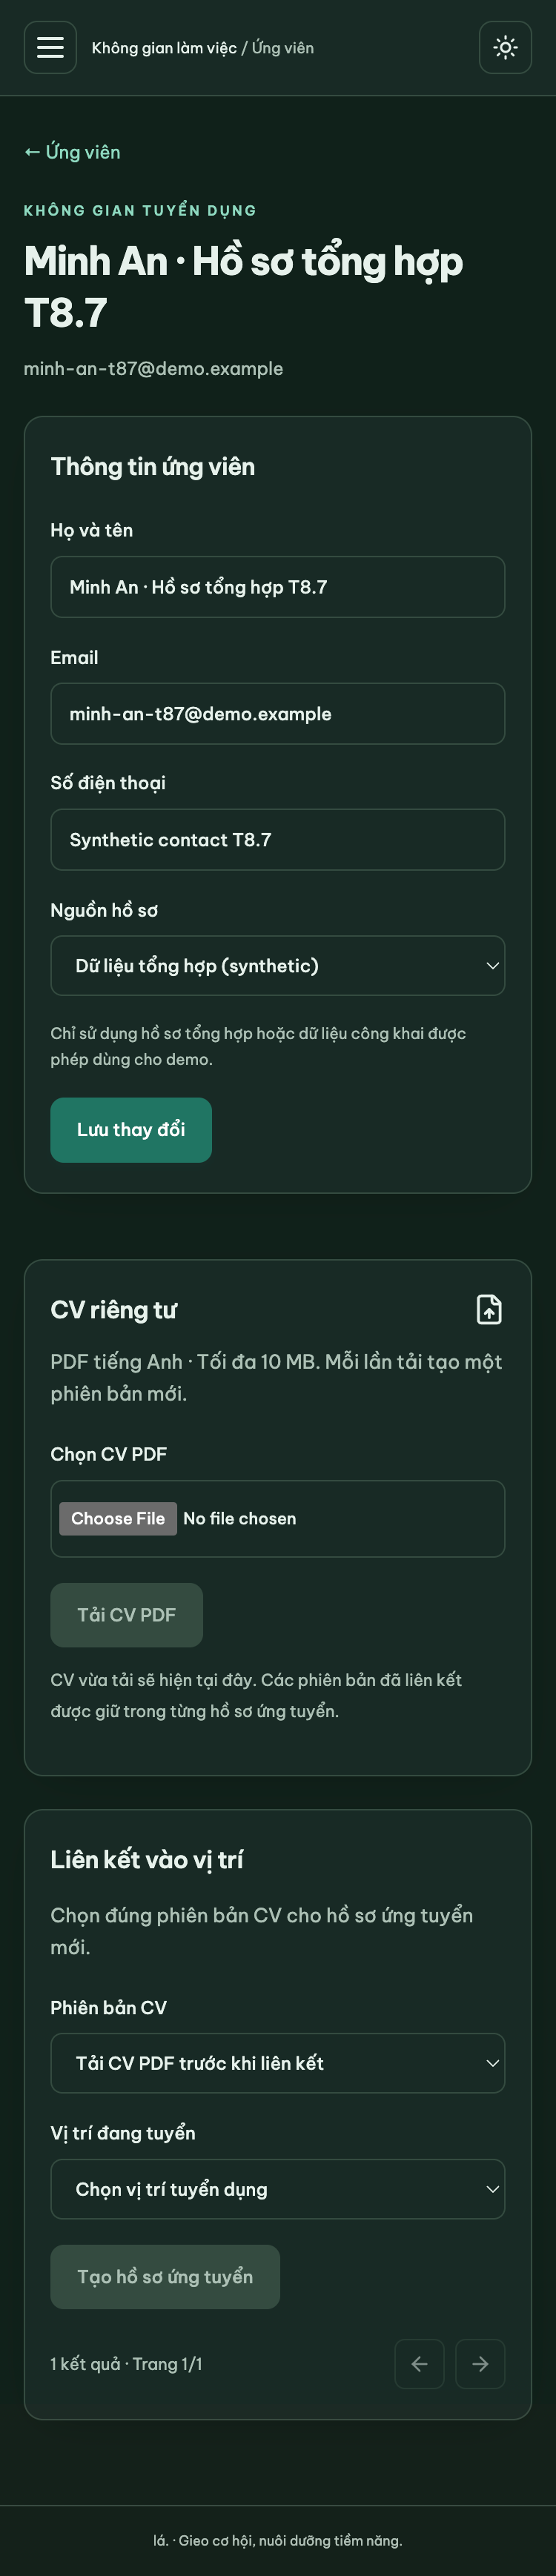 Không gian làm việc / Ứng viên
← Ứng viên
KHÔNG GIAN TUYỂN DỤNG
Minh An · Hồ sơ tổng hợp
T8.7
minh-an-t87@demo.example
Thông tin ứng viên
Họ và tên
Minh An · Hồ sơ tổng hợp T8.7
Email
minh-an-t87@demo.example
Số điện thoại
Synthetic contact T8.7
Nguồn hồ sơ
Dữ liệu tổng hợp (synthetic)
Chỉ sử dụng hồ sơ tổng hợp hoặc dữ liệu công khai được
phép dùng cho demo.
Lưu thay đổi
CV riêng tư
PDF tiếng Anh · Tối đa 10 MB. Mỗi lần tải tạo một
phiên bản mới.
Chọn CV PDF
Choose File No file chosen
Tải CV PDF
CV vừa tải sẽ hiện tại đây. Các phiên bản đã liên kết
được giữ trong từng hồ sơ ứng tuyển.
Liên kết vào vị trí
Chọn đúng phiên bản CV cho hồ sơ ứng tuyển
mới.
Phiên bản CV
Tải CV PDF trước khi liên kết
Vị trí đang tuyển
Chọn vị trí tuyển dụng
Tạo hồ sơ ứng tuyển
1 kết quả · Trang 1/1
lá. · Gieo cơ hội, nuôi dưỡng tiềm năng.